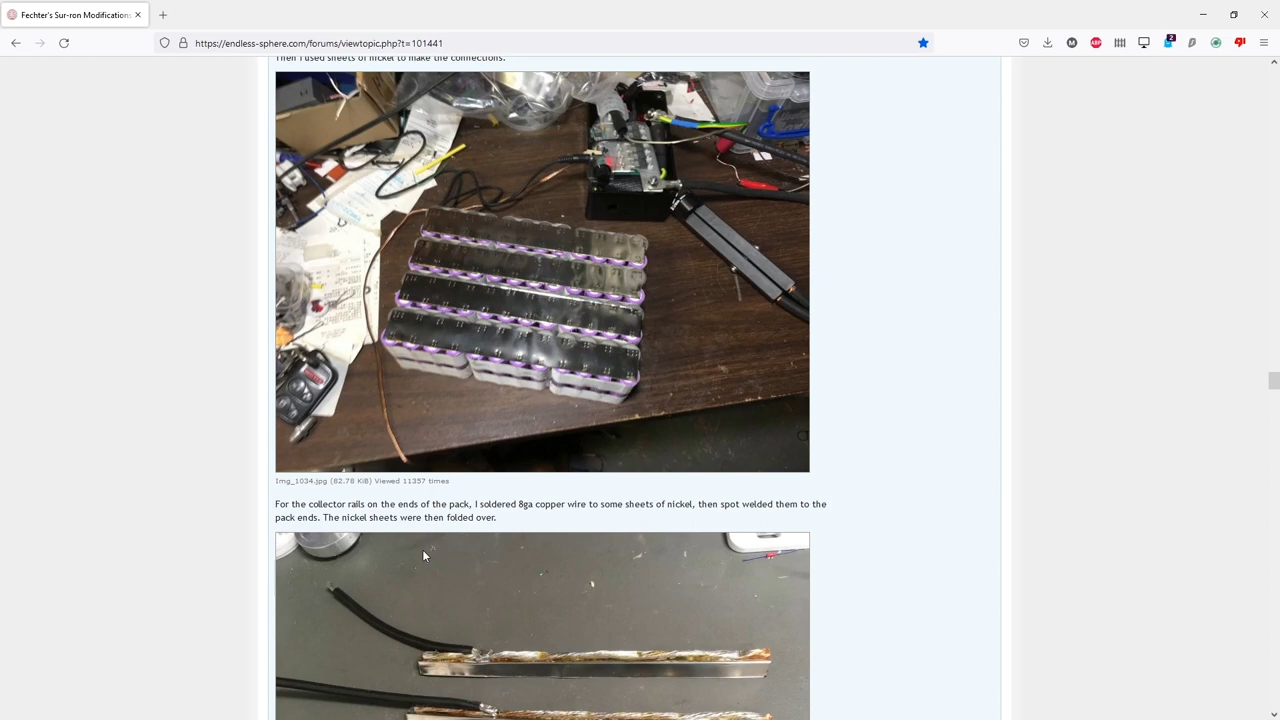 Fechter's Sur-ron Modifications
https://endless-sphere.com/forums/viewtopic.php?t=101441
2
Then I used sheets of nickel to make the connections.
Img_1034.jpg (82.78 KiB) Viewed 11357 times
For the collector rails on the ends of the pack, I soldered 8ga copper wire to some sheets of nickel, then spot welded them to the
pack ends. The nickel sheets were then folded over.